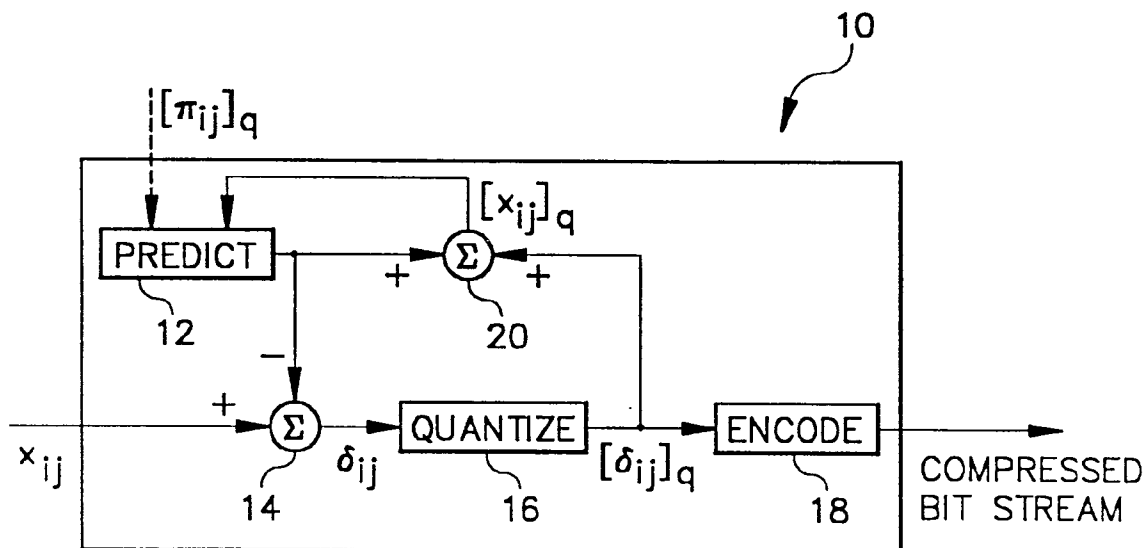 10
[π_ij]_q
[x_ij]_q
PREDICT
Σ
+
+
12
20
−
+
Σ
QUANTIZE
ENCODE
x_ij
δ_ij
[δ_ij]_q
14
16
18
COMPRESSED
BIT STREAM